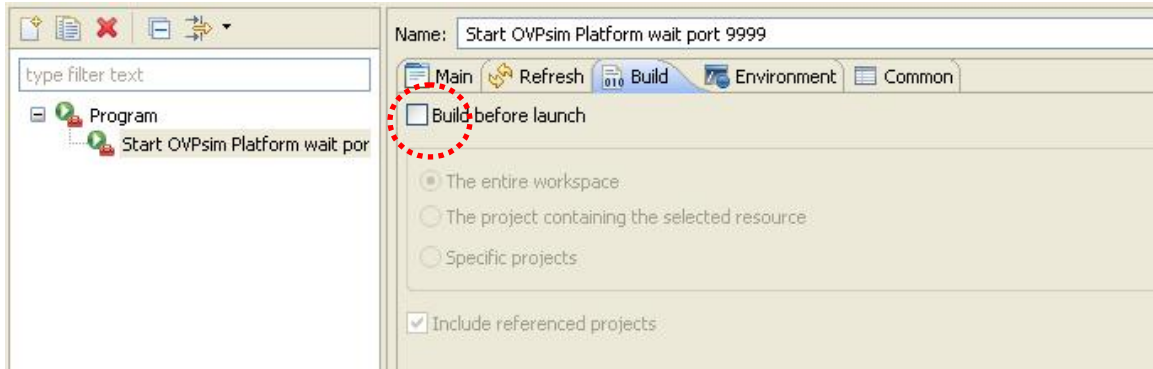 Name: Start OVPsim Platform wait port 9999
type filter text
Main Refresh 010 Build Environment Common
Program
Start OVPsim Platform wait por
Build before launch
The entire workspace
The project containing the selected resource
Specific projects
Include referenced projects